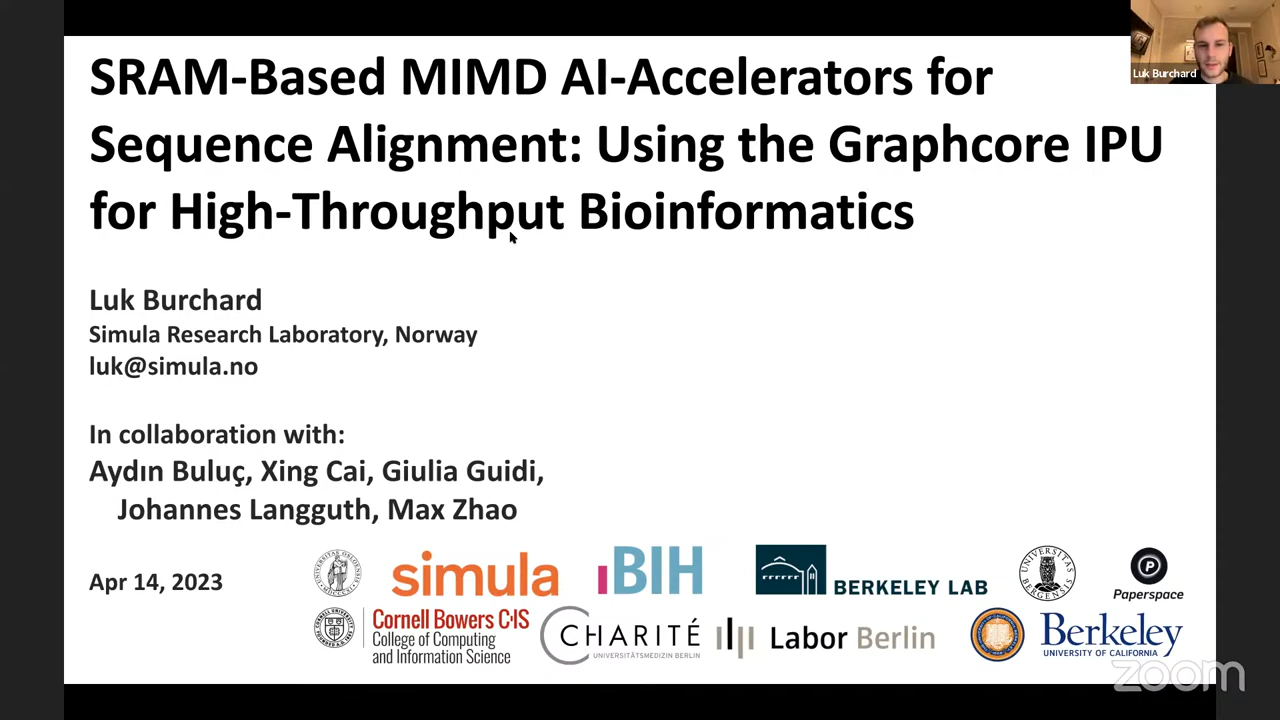 SRAM-Based MIMD AI-Accelerators for
Sequence Alignment: Using the Graphcore IPU
for High-Throughput Bioinformatics
Luk Burchard
Luk Burchard
Simula Research Laboratory, Norway
luk@simula.no
In collaboration with:
Aydın Buluç, Xing Cai, Giulia Guidi,
Johannes Langguth, Max Zhao
Apr 14, 2023
simula
BIH
BERKELEY LAB
Paperspace
Cornell Bowers C·IS
College of Computing
and Information Science
CHARITÉ
UNIVERSITÄTSMEDIZIN BERLIN
Labor Berlin
Berkeley
UNIVERSITY OF CALIFORNIA
zoom